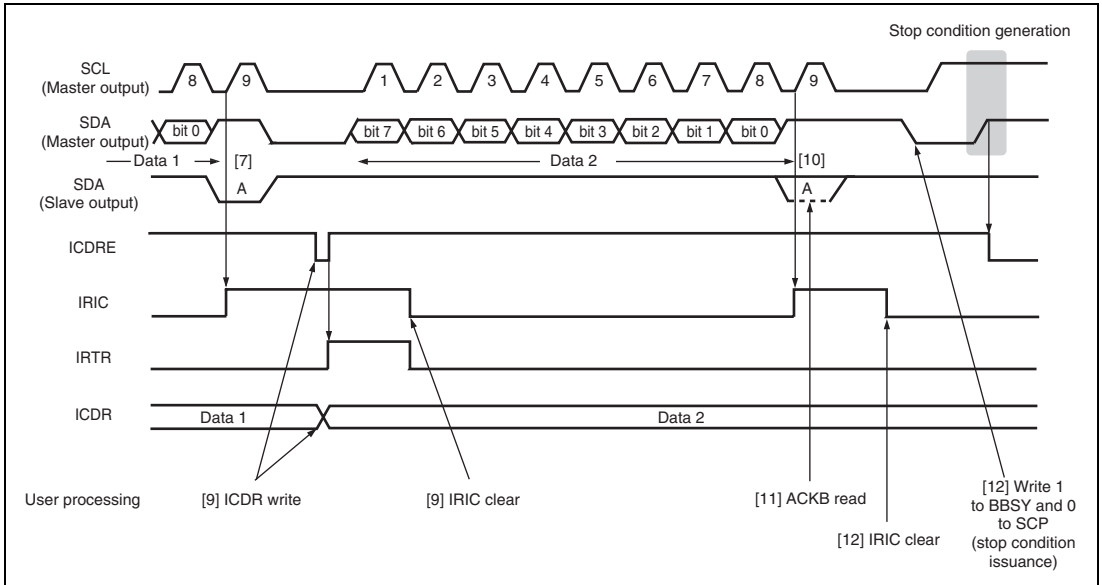 Stop condition generation
SCL
(Master output)
8 9 1 2 3 4 5 6 7 8 9
SDA
(Master output)
bit 0 bit 7 bit 6 bit 5 bit 4 bit 3 bit 2 bit 1 bit 0
Data 1 [7] Data 2 [10]
SDA
(Slave output)
A A
ICDRE
IRIC
IRTR
ICDR
Data 1 Data 2
User processing
[9] ICDR write
[9] IRIC clear
[11] ACKB read
[12] IRIC clear
[12] Write 1
to BBSY and 0
to SCP
(stop condition
issuance)